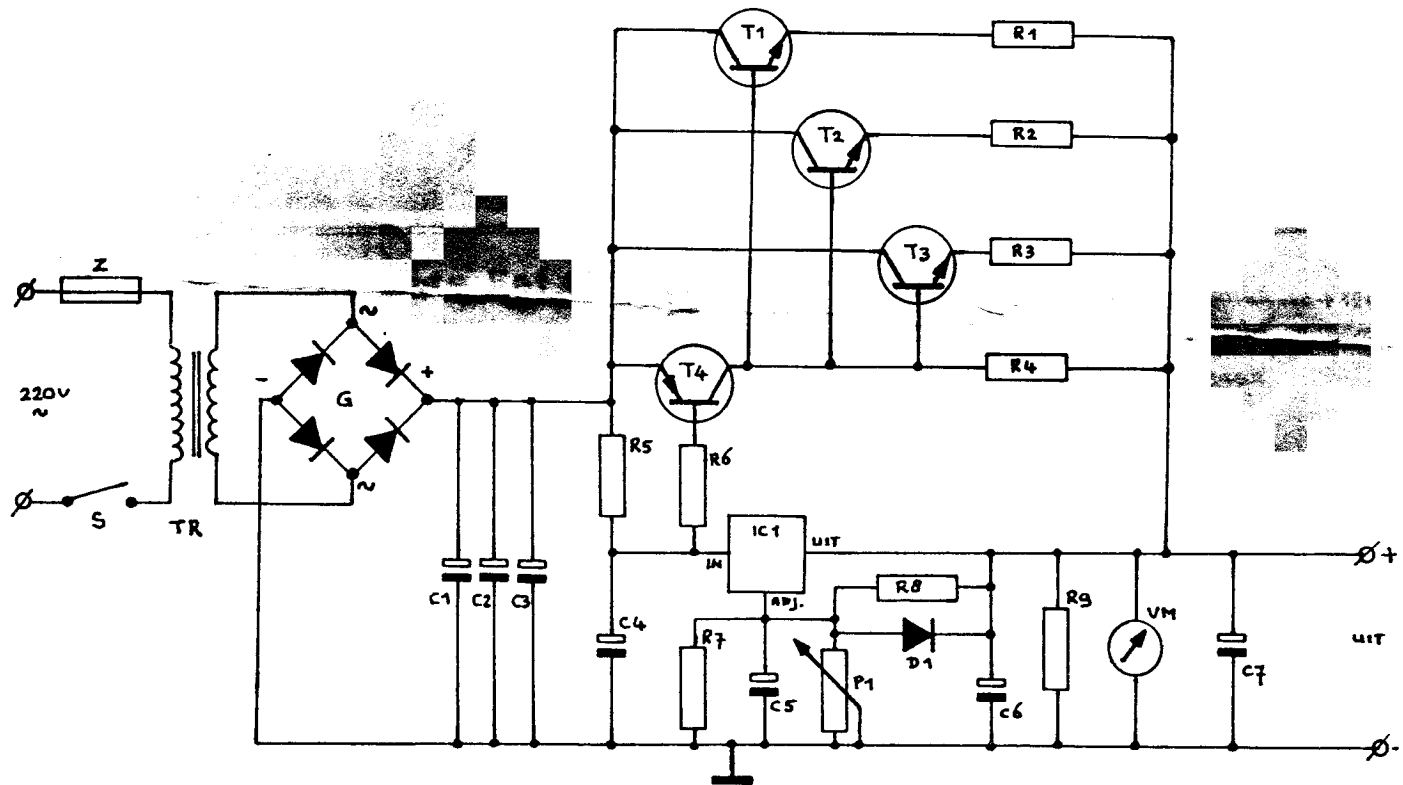 T1
R1
T2
R2
T3
R3
Z
~
T4
R4
-
+
G
220V
~
R5
R6
~
S
TR
IC1
UIT
IN
+
C1
C2
C3
ADJ.
R8
R9
VM
C4
R7
D1
UIT
P1
C5
C6
C7
-